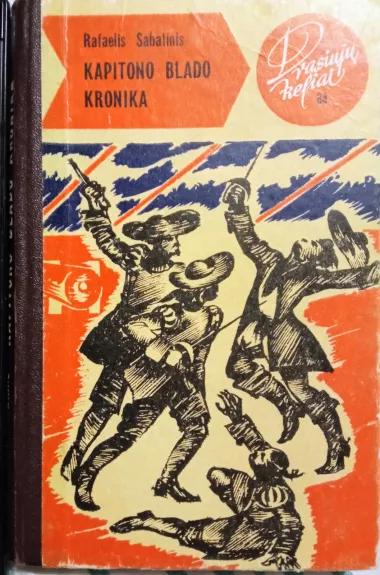 Rafaelis Sabatinis
KAPITONO BLADO
KRONIKA
Drąsiųjų
keliai
84